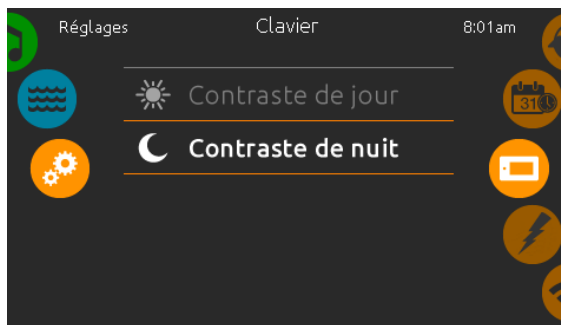 Réglages Clavier 8:01am
Contraste de jour
31
Contraste de nuit